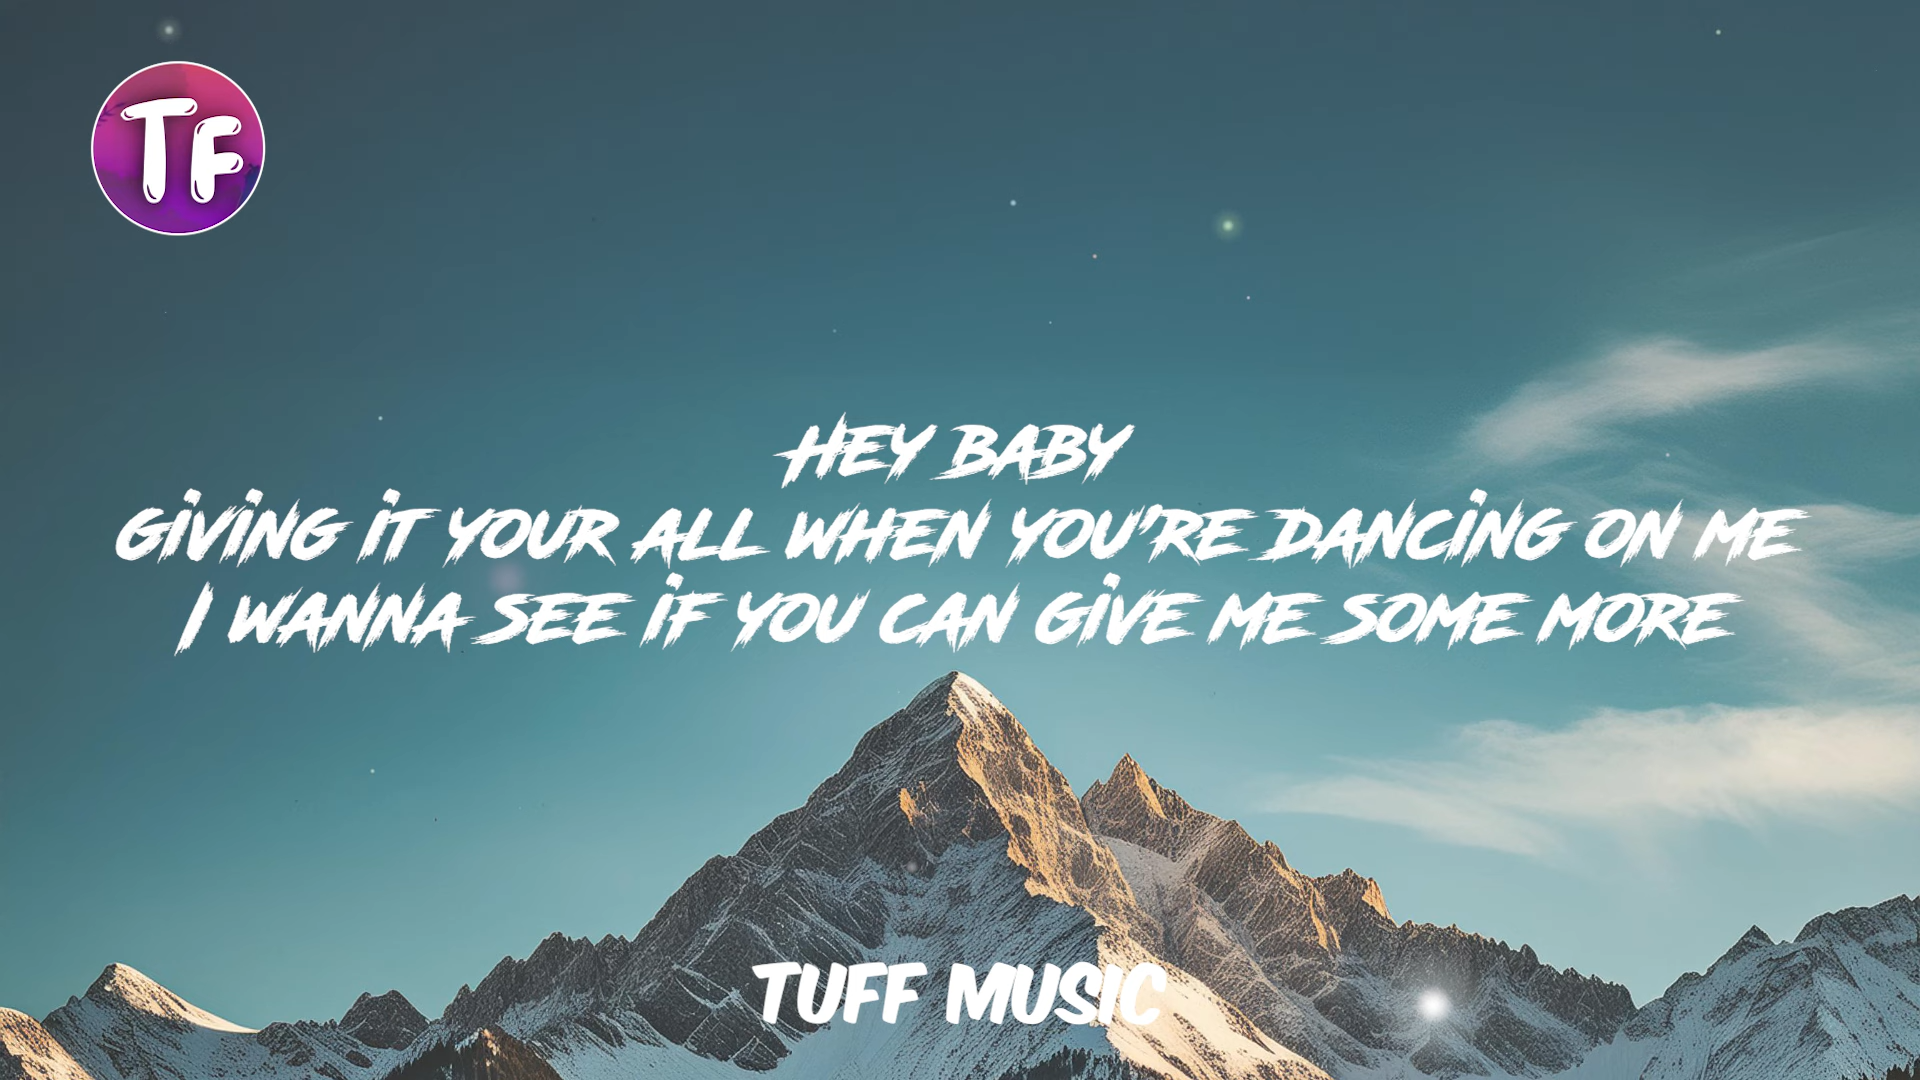 TF
HEY BABY
GIVING IT YOUR ALL WHEN YOU'RE DANCING ON ME
I WANNA SEE IF YOU CAN GIVE ME SOME MORE
TUFF MUSIC